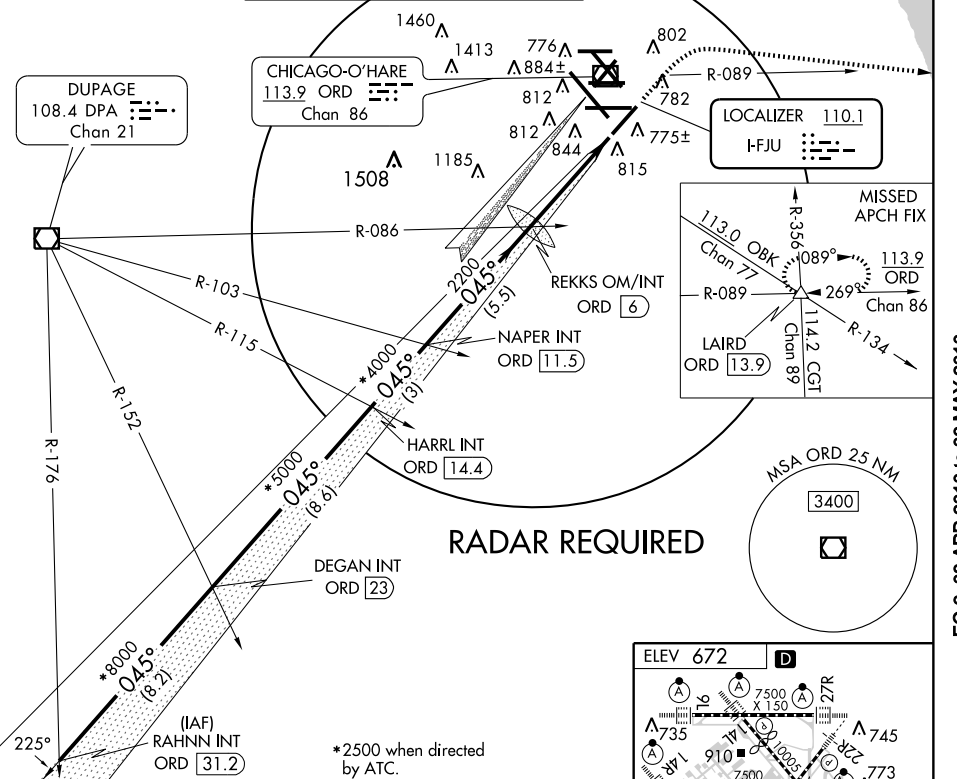 1460
1413
776
884±
802
812
782
812
844
775±
815
1185
1508
CHICAGO-O'HARE
113.9 ORD
Chan 86
DUPAGE
108.4 DPA
Chan 21
R-089
LOCALIZER 110.1
I-FJU
MISSED
APCH FIX
R-356
113.0 OBK
Chan 77
089°
113.9
ORD
Chan 86
R-089
269°
R-134
LAIRD
ORD 13.9
114.2 CGT
Chan 89
R-086
R-103
R-115
R-152
R-176
2200
045°
(5.5)
REKKS OM/INT
ORD 6
NAPER INT
ORD 11.5
*4000
045°
(3)
HARRL INT
ORD 14.4
*5000
045°
(8.6)
RADAR REQUIRED
MSA ORD 25 NM
3400
DEGAN INT
ORD 23
*8000
045°
(8.2)
(IAF)
RAHNN INT
ORD 31.2
225°
*2500 when directed
by ATC.
ELEV 672 D
A
A
A
9L
7500
X 150
27R
735
745
A
14R
14L
910
P
10005
22R
P
773
7500